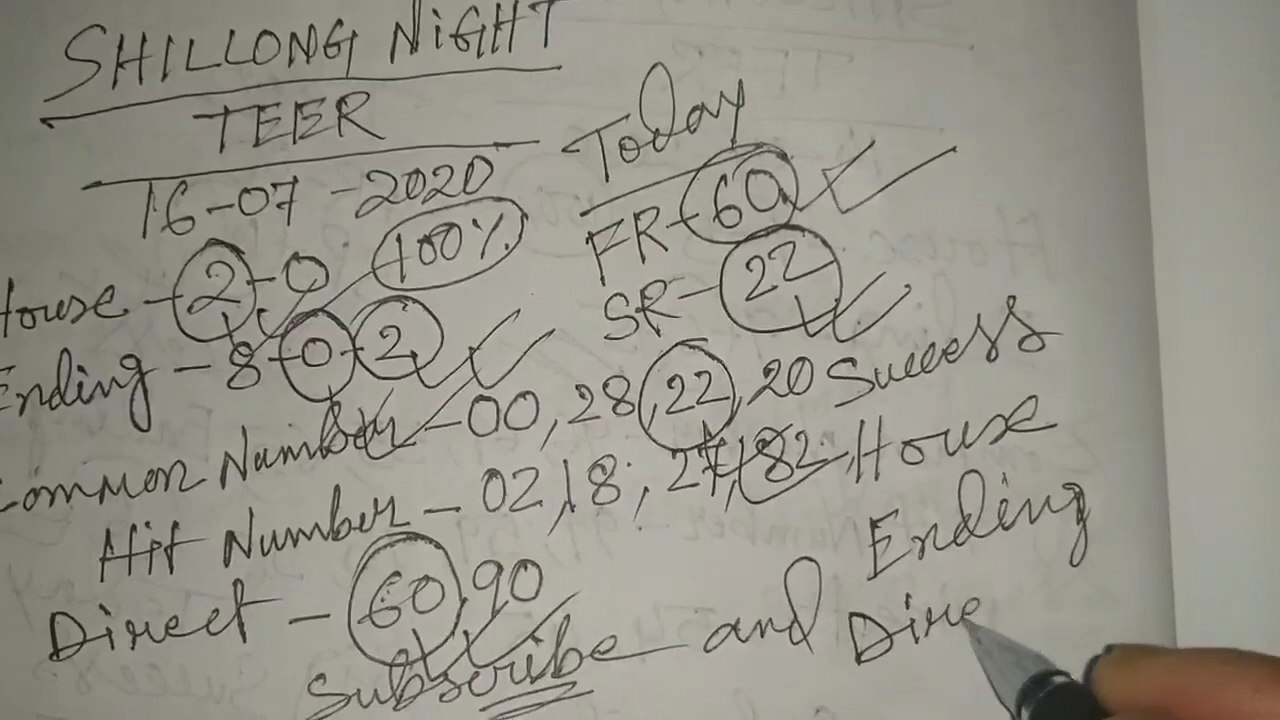 SHILLONG NIGHT
TEER
16-07-2020
Today
FR-60
SR-22
House-2-0
100%
Ending-8-0-2
Common Number-00,28,22,20 Success
Hit Number-02,18,27,82 House
Ending
Direct-60,90
Subscribe and Dire